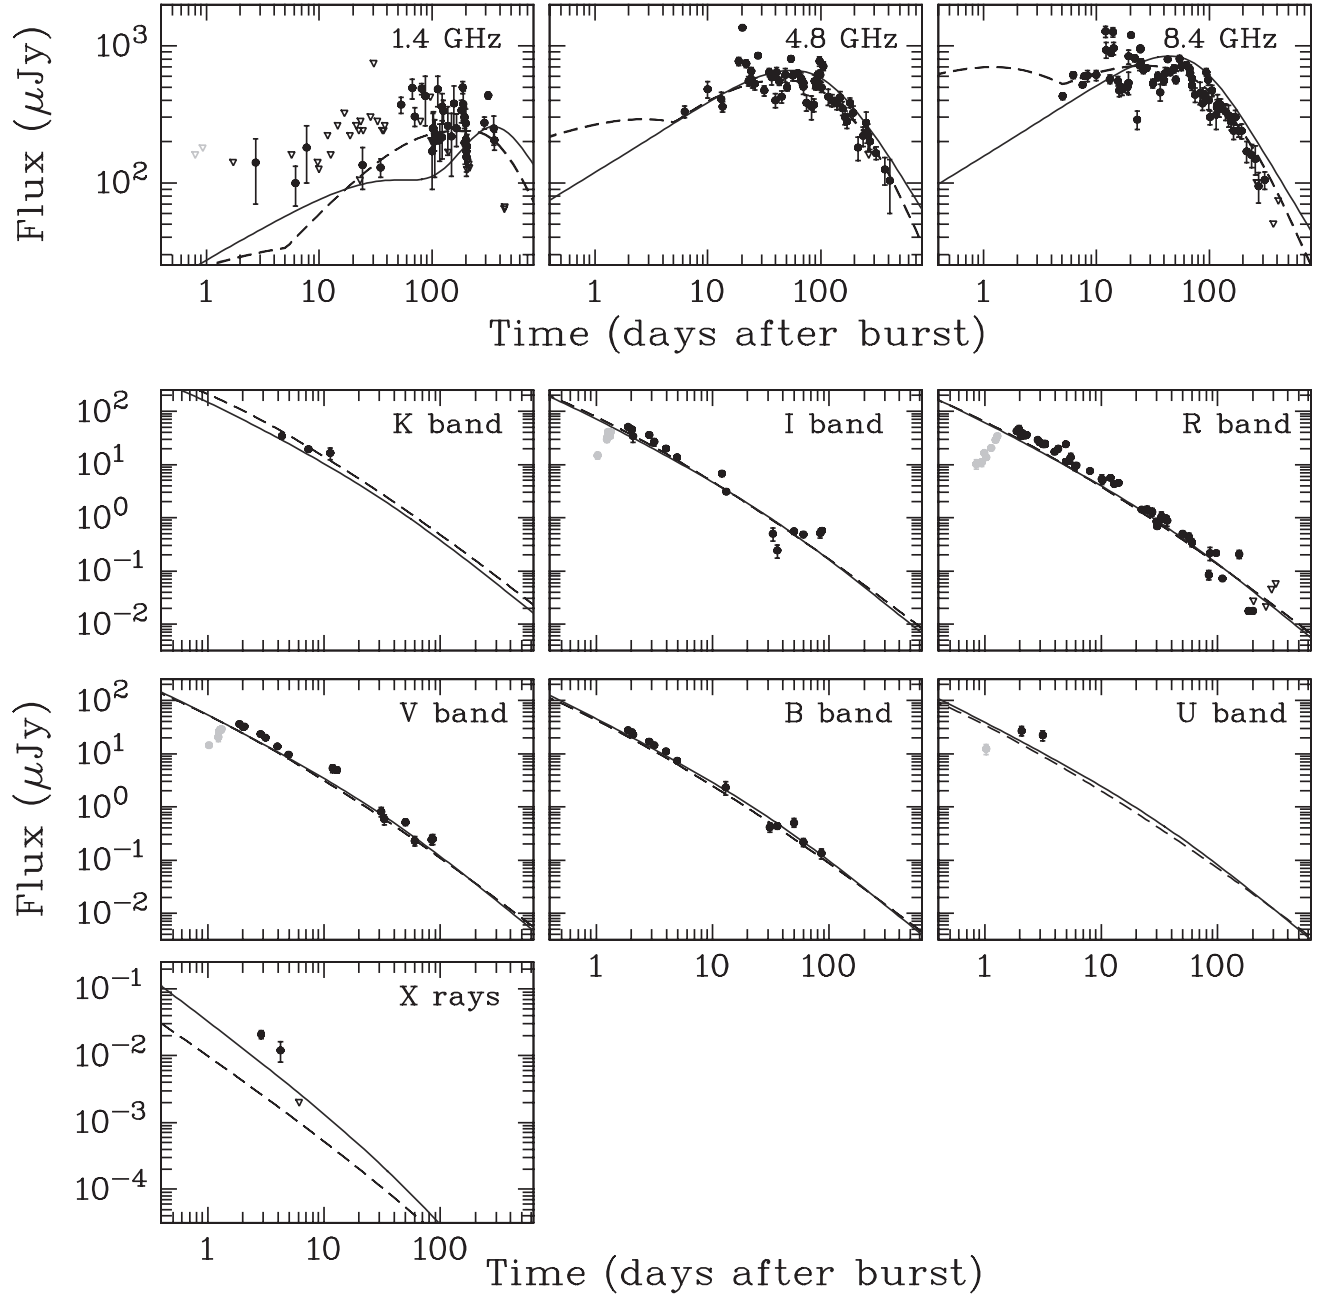 Flux (μJy)
10³
10²
1.4 GHz
4.8 GHz
8.4 GHz
1 10 100
1 10 100
1 10 100
Time (days after burst)
Flux (μJy)
10²
10¹
10⁰
10⁻¹
10⁻²
K band
I band
R band
10²
10¹
10⁰
10⁻¹
10⁻²
V band
B band
U band
1 10 100
1 10 100
10⁻¹
10⁻²
10⁻³
10⁻⁴
X rays
1 10 100
Time (days after burst)